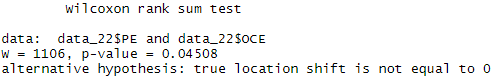 Wilcoxon rank sum test
data:  data_22$PE and data_22$OCE
W = 1106, p-value = 0.04508
alternative hypothesis: true location shift is not equal to 0